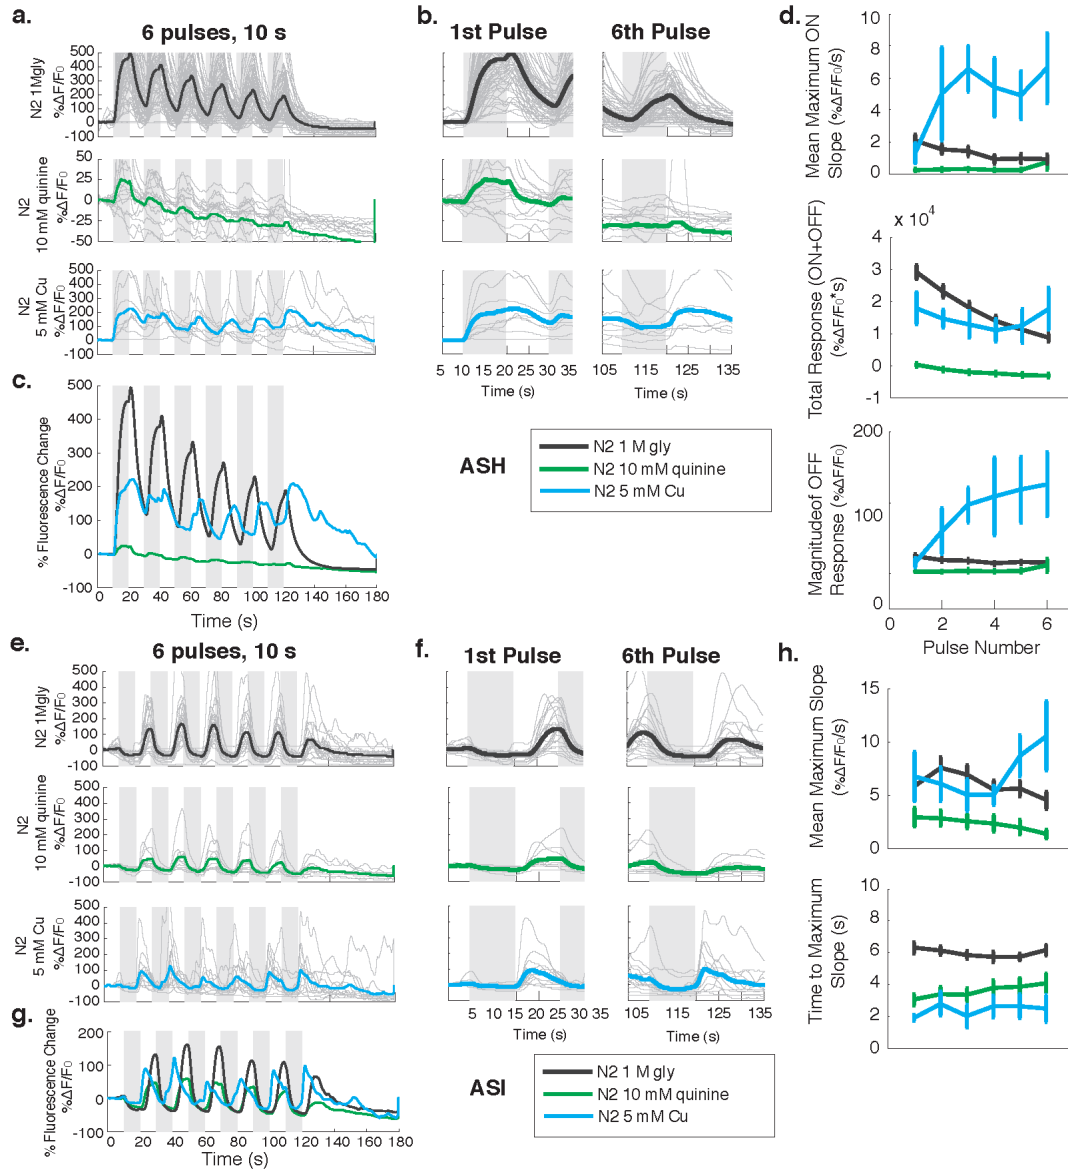 a.
6 pulses, 10 s
N2 1Mgly
%ΔF/F0
500
400
300
200
100
0
-100
N2
10 mM quinine
%ΔF/F0
50
25
0
-25
-50
N2
5 mM Cu
%ΔF/F0
500
400
300
200
100
0
-100
b.
1st Pulse
6th Pulse
5 10 15 20 25 30 35
105 115 125 135
Time (s)
Time (s)
c.
% Fluorescence Change
%ΔF/F0
500
400
300
200
100
0
-100
0 20 40 60 80 100 120 140 160 180
Time (s)
ASH
N2 1 M gly
N2 10 mM quinine
N2 5 mM Cu
d.
Mean Maximum ON
Slope (%ΔF/F0/s)
10
8
6
4
2
0
Total Response (ON+OFF)
(%ΔF/F0*s)
x 10⁴
4
3
2
1
0
-1
Magnitudeof OFF
Response (%ΔF/F0)
200
100
0
0 2 4 6
Pulse Number
e.
6 pulses, 10 s
N2 1Mgly
%ΔF/F0
500
400
300
200
100
0
-100
N2
10 mM quinine
%ΔF/F0
500
400
300
200
100
0
-100
N2
5 mM Cu
%ΔF/F0
500
400
300
200
100
0
-100
f.
1st Pulse
6th Pulse
5 10 15 20 25 30 35
105 115 125 135
Time (s)
Time (s)
g.
% Fluorescence Change
%ΔF/F0
200
100
0
-100
0 20 40 60 80 100 120 140 160 180
Time (s)
ASI
N2 1 M gly
N2 10 mM quinine
N2 5 mM Cu
h.
Mean Maximum Slope
(%ΔF/F0/s)
15
10
5
0
Time to Maximum
Slope (s)
10
8
6
4
2
0